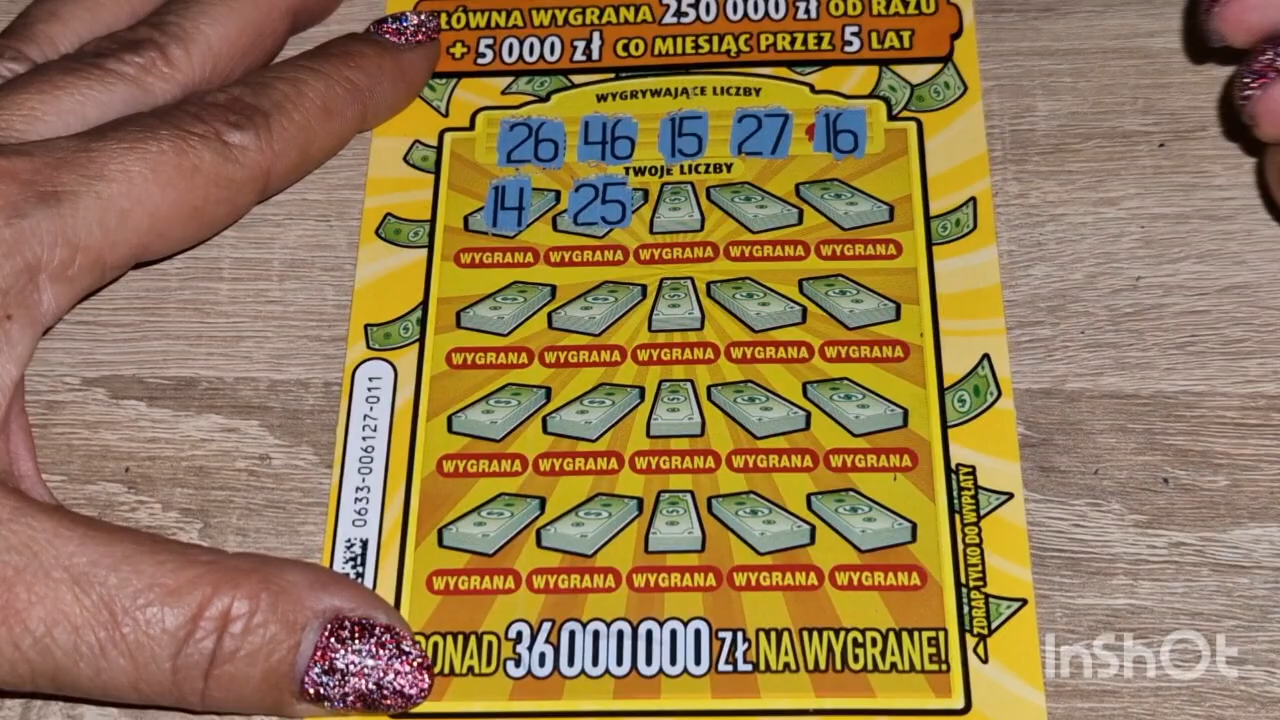 ŁÓWNA WYGRANA 250 000 zł OD RAZU
+ 5 000 zł CO MIESIĄC PRZEZ 5 LAT
WYGRYWAJĄCE LICZBY
26 46 15 27 16
TWOJE LICZBY
14 25
WYGRANA WYGRANA WYGRANA WYGRANA WYGRANA
WYGRANA WYGRANA WYGRANA WYGRANA WYGRANA
WYGRANA WYGRANA WYGRANA WYGRANA WYGRANA
WYGRANA WYGRANA WYGRANA WYGRANA WYGRANA
ONAD 36 000 000 ZŁ NA WYGRANE!
0633-006127-011
ZDRAP TYLKO DO WYPŁATY
InShOt